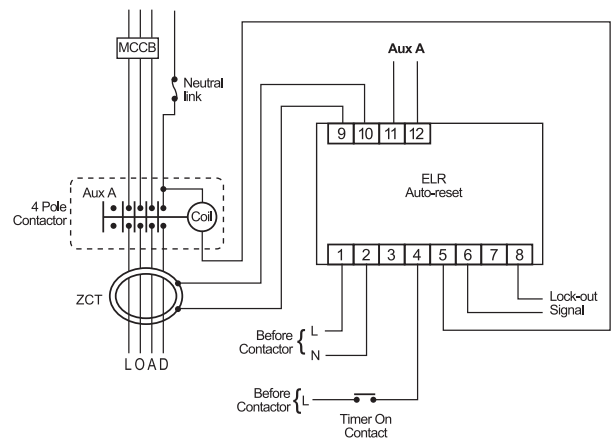 MCCB
Neutral
link
Aux A
9 10 11 12
ELR
Auto-reset
Aux A
4 Pole
Contactor
Coil
1 2 3 4 5 6 7 8
ZCT
Lock-out
Signal
Before
Contactor { L
N
LOAD
Before
Contactor { L
Timer On
Contact